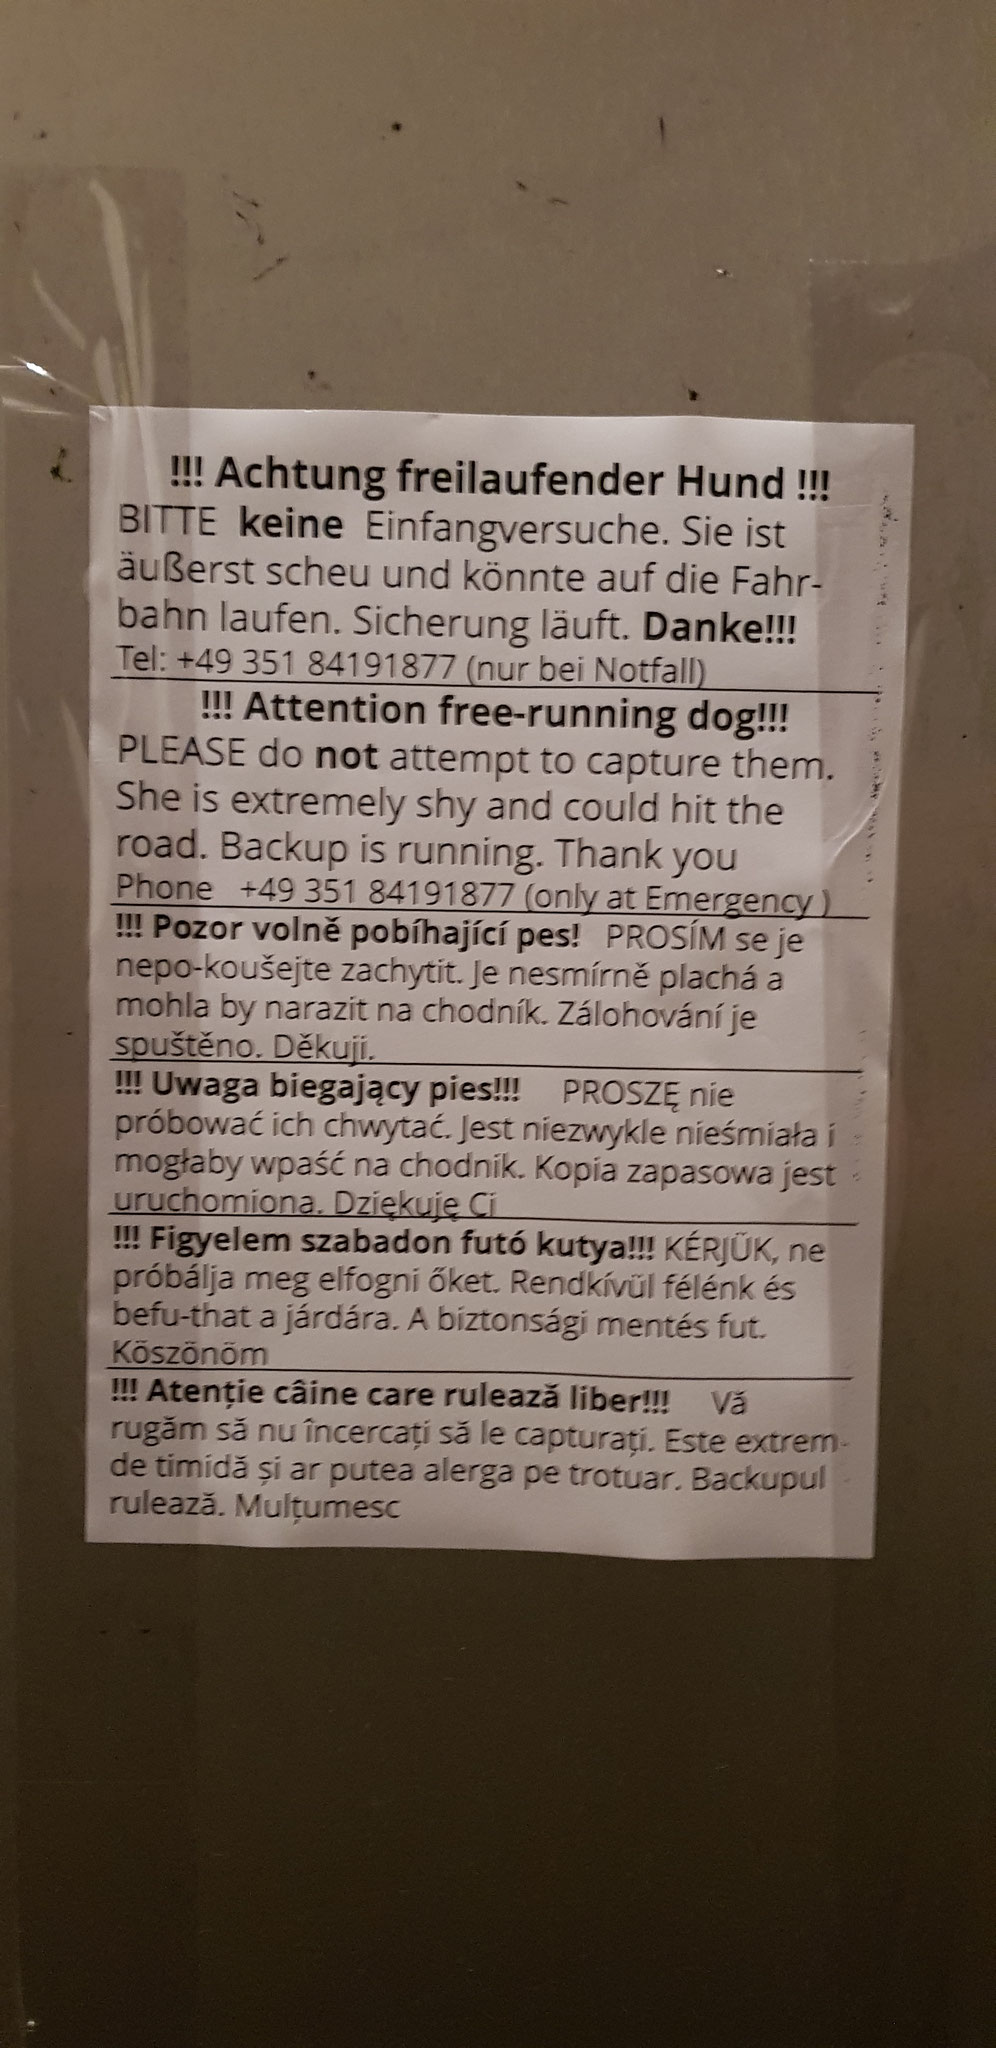 !!! Achtung freilaufender Hund !!!
BITTE keine Einfangversuche. Sie ist
äußerst scheu und könnte auf die Fahr-
bahn laufen. Sicherung läuft. Danke!!!
Tel: +49 351 84191877 (nur bei Notfall)
!!! Attention free-running dog!!!
PLEASE do not attempt to capture them.
She is extremely shy and could hit the
road. Backup is running. Thank you
Phone +49 351 84191877 (only at Emergency )
!!! Pozor volně pobíhající pes! PROSÍM se je
nepo-koušejte zachytit. Je nesmírně plachá a
mohla by narazit na chodník. Zálohování je
spuštěno. Děkuji.
!!! Uwaga biegający pies!!! PROSZĘ nie
próbować ich chwytać. Jest niezwykle nieśmiała i
mogłaby wpaść na chodnik. Kopia zapasowa jest
uruchomiona. Dziękuję Ci
!!! Figyelem szabadon futó kutya!!! KÉRJÜK, ne
próbálja meg elfogni őket. Rendkívül félénk és
befu-that a járdára. A biztonsági mentés fut.
Köszönöm
!!! Atenție câine care rulează liber!!! Vă
rugăm să nu încercați să le capturați. Este extrem-
de timidă și ar putea alerga pe trotuar. Backupul
rulează. Mulțumesc